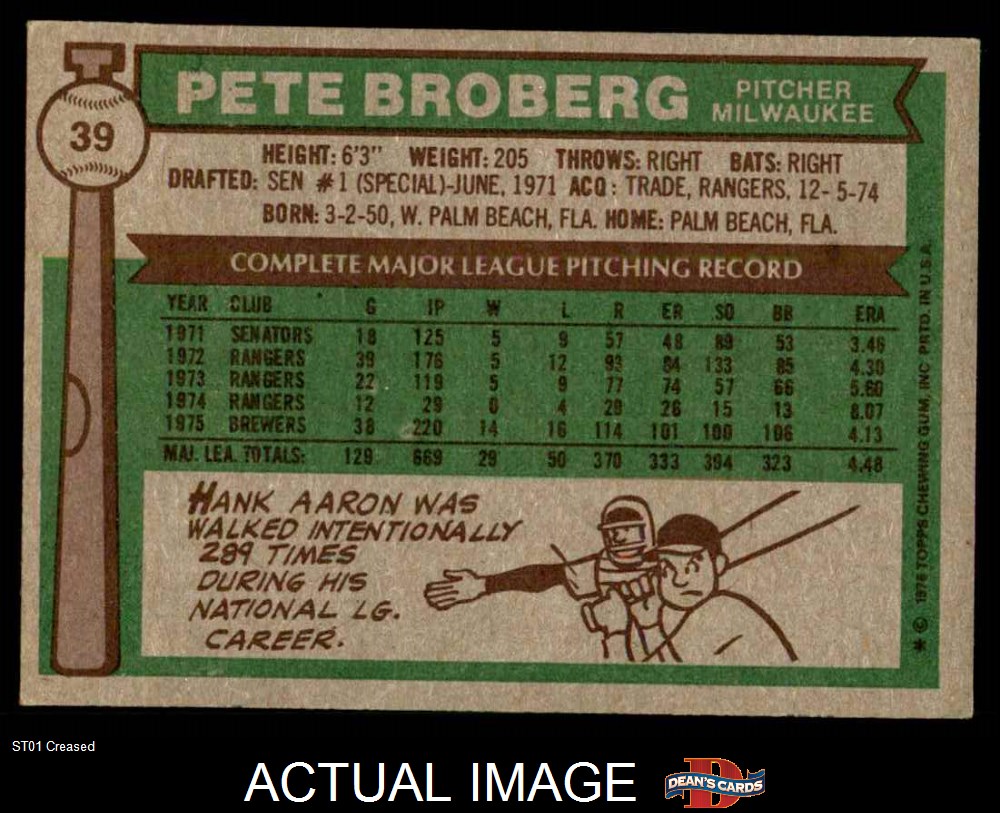 39
PETE BROBERG
PITCHER
MILWAUKEE
HEIGHT: 6'3" WEIGHT: 205 THROWS: RIGHT BATS: RIGHT
DRAFTED: SEN #1 (SPECIAL)-JUNE, 1971 ACQ: TRADE, RANGERS, 12-5-74
BORN: 3-2-50, W. PALM BEACH, FLA. HOME: PALM BEACH, FLA.
COMPLETE MAJOR LEAGUE PITCHING RECORD
YEAR CLUB G IP W L R ER SO BB ERA
1971 SENATORS 18 125 5 9 57 48 89 53 3.46
1972 RANGERS 39 176 5 12 93 84 133 85 4.30
1973 RANGERS 22 119 5 9 77 74 57 66 5.60
1974 RANGERS 12 29 0 4 29 26 15 13 8.07
1975 BREWERS 38 220 14 16 114 101 100 106 4.13
MAJ. LEA. TOTALS: 129 669 29 50 370 333 394 323 4.48
HANK AARON WAS
WALKED INTENTIONALLY
289 TIMES
DURING HIS
NATIONAL LG.
CAREER.
* © 1976 TOPPS CHEWING GUM, INC PRTD. IN U.S.A.
ST01 Creased
ACTUAL IMAGE
DEAN'S CARDS